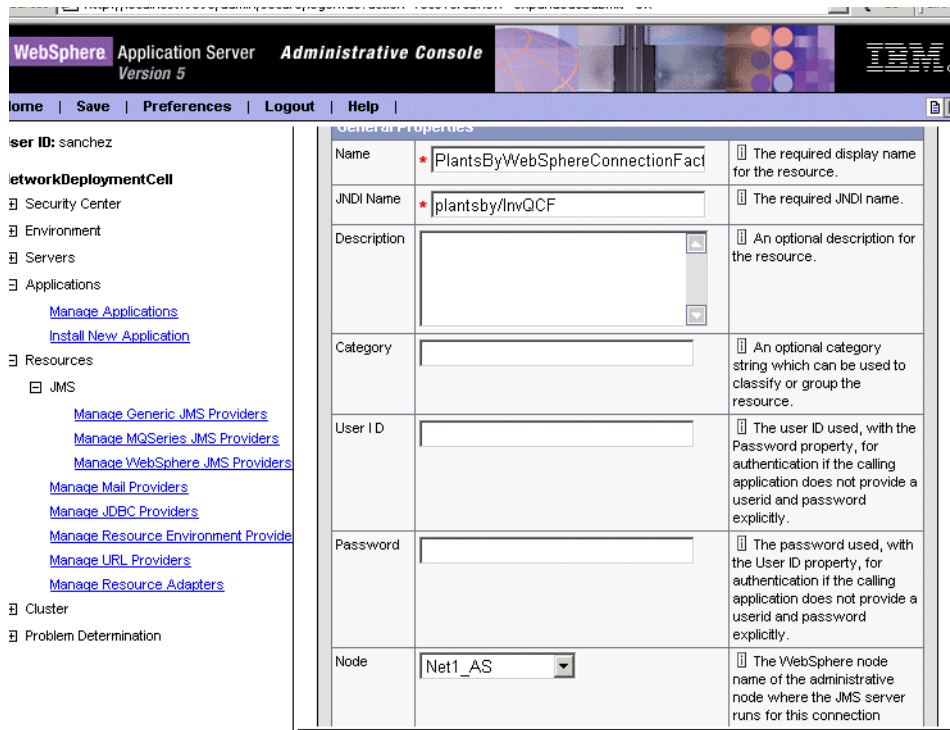 WebSphere. Application Server Administrative Console
Version 5
IBM.
Home | Save | Preferences | Logout | Help |
User ID: sanchez
NetworkDeploymentCell
Security Center
Environment
Servers
Applications
Manage Applications
Install New Application
Resources
JMS
Manage Generic JMS Providers
Manage MQSeries JMS Providers
Manage WebSphere JMS Providers
Manage Mail Providers
Manage JDBC Providers
Manage Resource Environment Provide
Manage URL Providers
Manage Resource Adapters
Cluster
Problem Determination
General Properties
Name
* PlantsByWebSphereConnectionFact
The required display name
for the resource.
JNDI Name
* plantsby/InvQCF
The required JNDI name.
Description
An optional description for
the resource.
Category
An optional category
string which can be used to
classify or group the
resource.
User ID
The user ID used, with the
Password property, for
authentication if the calling
application does not provide a
userid and password
explicitly.
Password
The password used, with
the User ID property, for
authentication if the calling
application does not provide a
userid and password
explicitly.
Node
Net1_AS
The WebSphere node
name of the administrative
node where the JMS server
runs for this connection